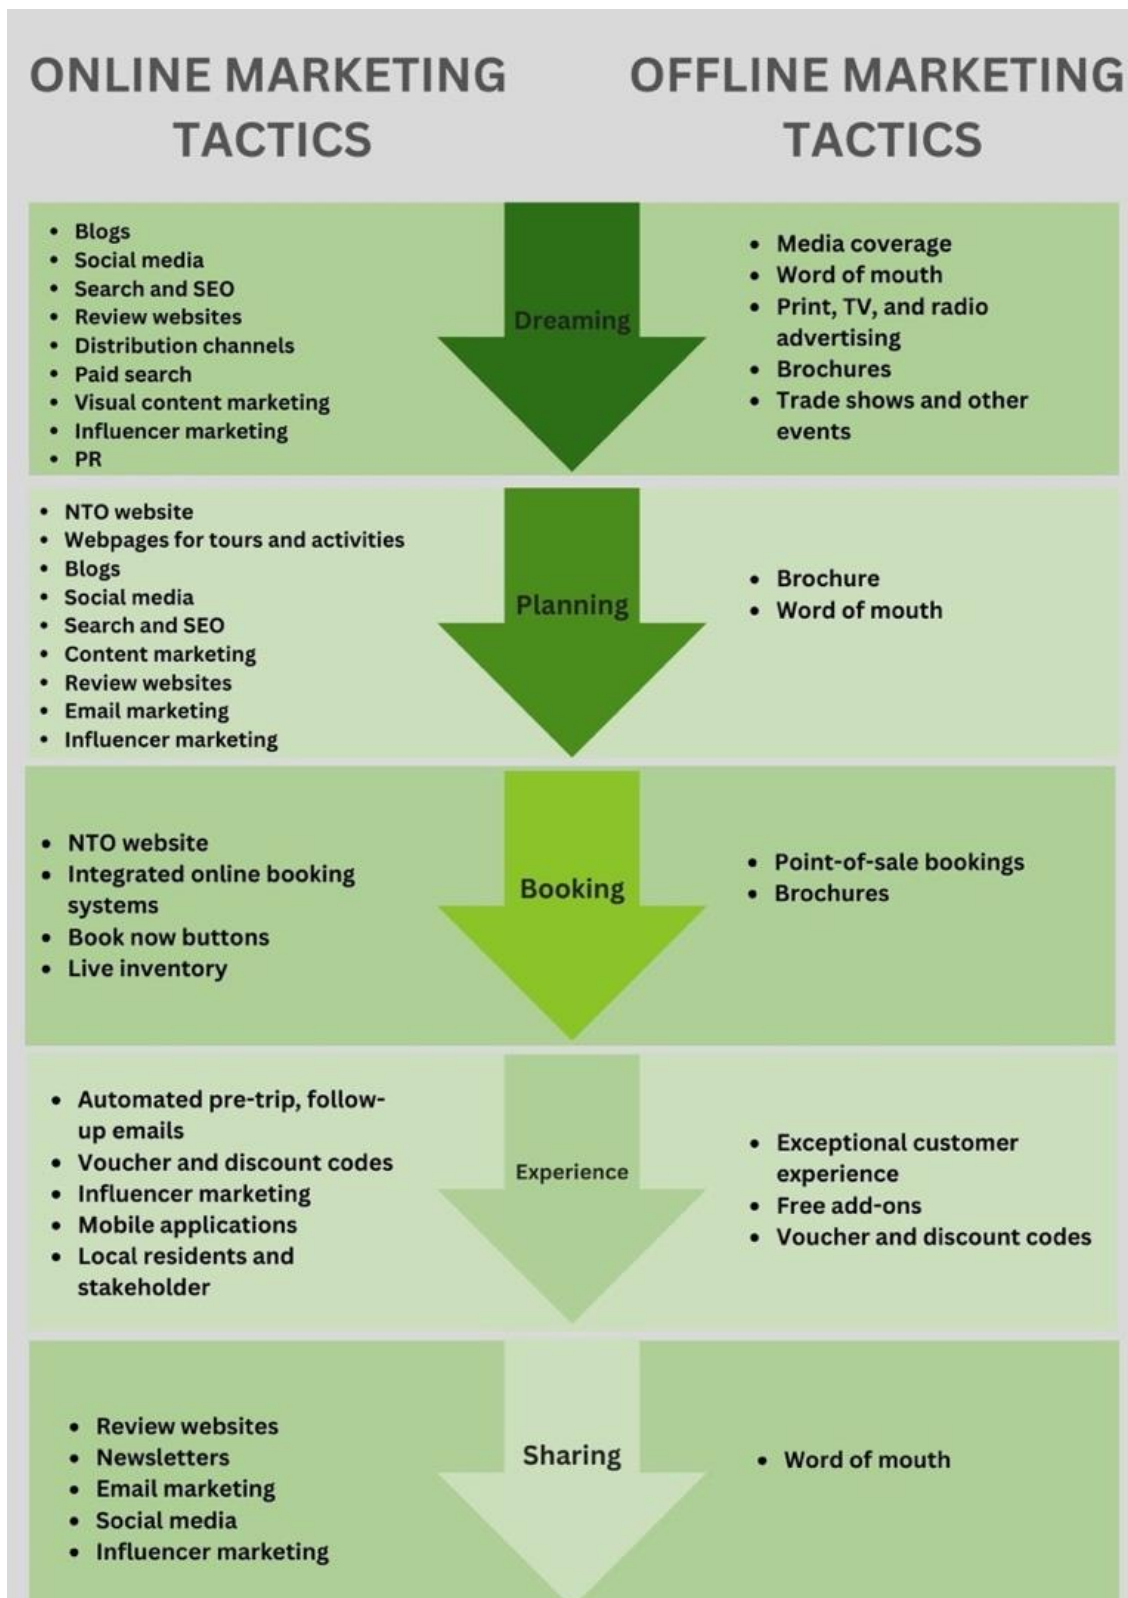 ONLINE MARKETING
TACTICS
OFFLINE MARKETING
TACTICS
• Blogs
• Social media
• Search and SEO
• Review websites
• Distribution channels
• Paid search
• Visual content marketing
• Influencer marketing
• PR
Dreaming
• Media coverage
• Word of mouth
• Print, TV, and radio
advertising
• Brochures
• Trade shows and other
events
• NTO website
• Webpages for tours and activities
• Blogs
• Social media
• Search and SEO
• Content marketing
• Review websites
• Email marketing
• Influencer marketing
Planning
• Brochure
• Word of mouth
• NTO website
• Integrated online booking
systems
• Book now buttons
• Live inventory
Booking
• Point-of-sale bookings
• Brochures
• Automated pre-trip, follow-
up emails
• Voucher and discount codes
• Influencer marketing
• Mobile applications
• Local residents and
stakeholder
Experience
• Exceptional customer
experience
• Free add-ons
• Voucher and discount codes
• Review websites
• Newsletters
• Email marketing
• Social media
• Influencer marketing
Sharing
• Word of mouth